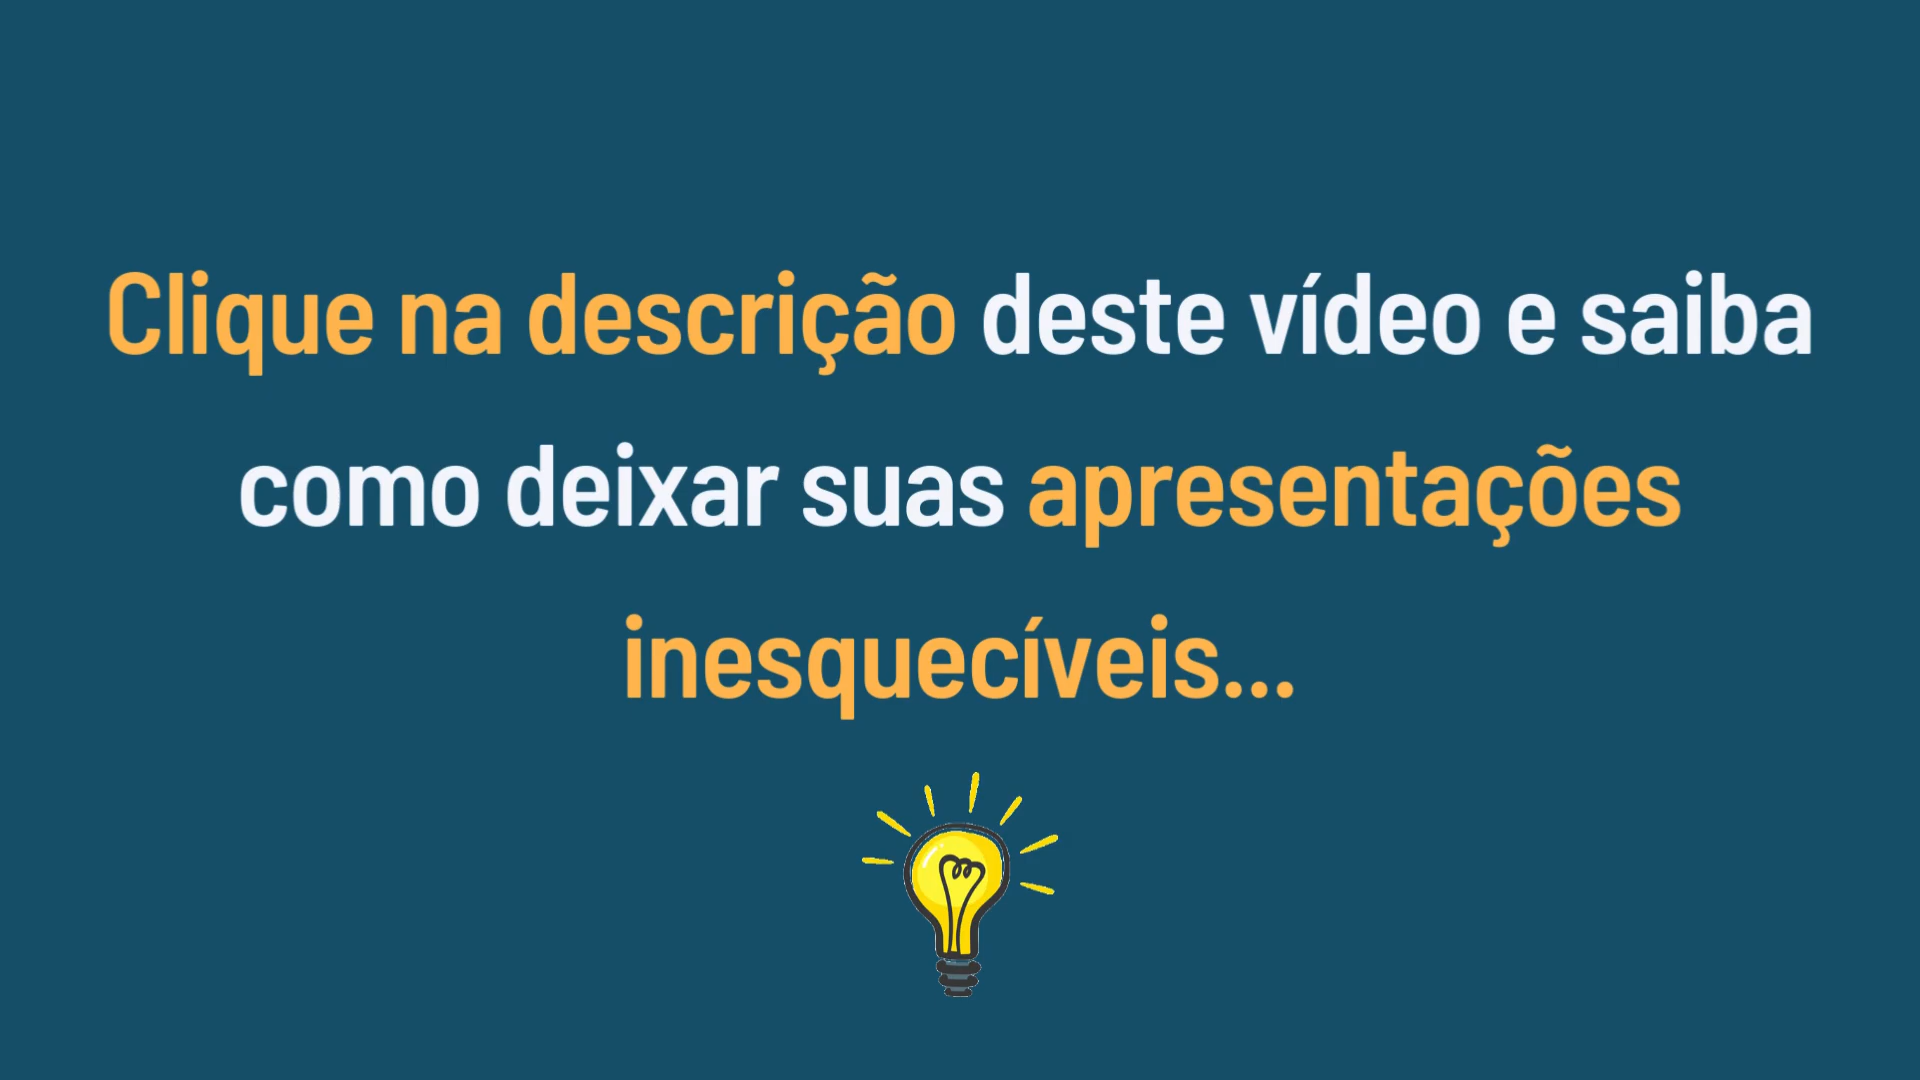 Clique na descrição deste vídeo e saiba
como deixar suas apresentações
inesquecíveis...